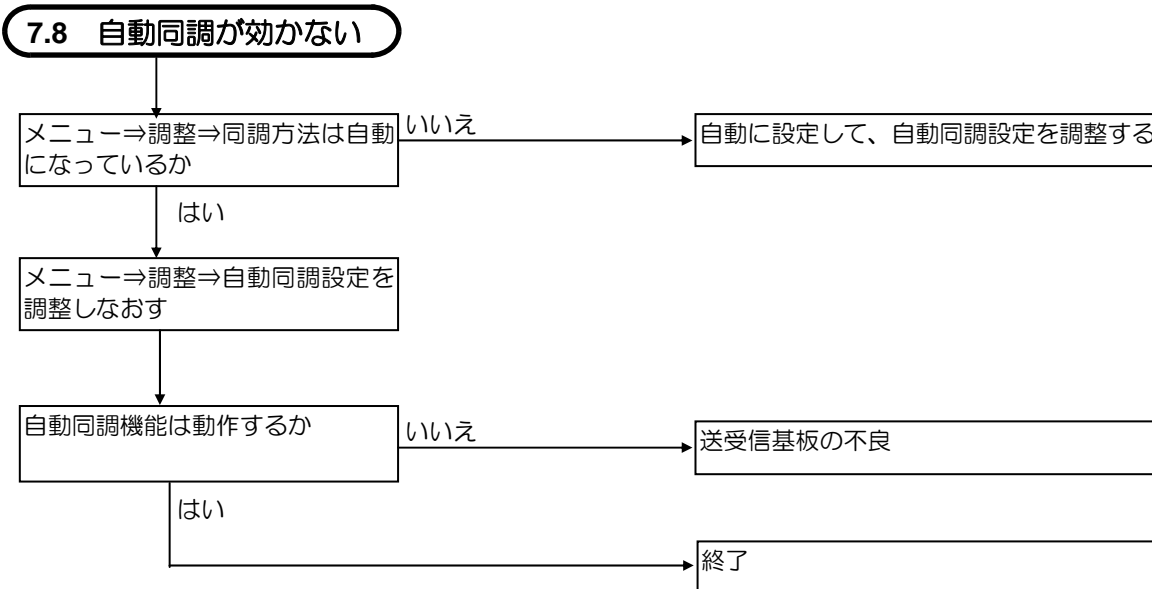 7.8 自動同調が効かない
メニュー⇒調整⇒同調方法は自動
になっているか
いいえ
自動に設定して、自動同調設定を調整する
はい
メニュー⇒調整⇒自動同調設定を
調整しなおす
自動同調機能は動作するか
いいえ
送受信基板の不良
はい
終了